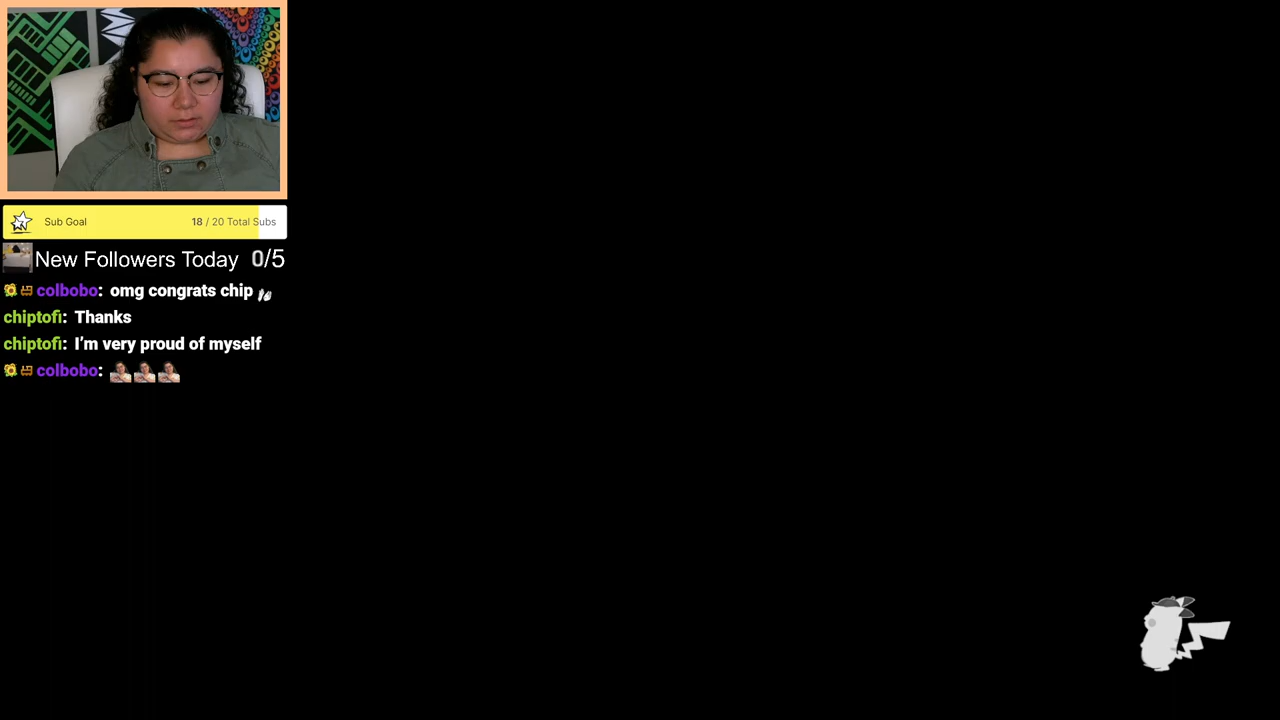 Sub Goal 18 / 20 Total Subs
New Followers Today 0/5
colbobo: omg congrats chip
chiptofi: Thanks
chiptofi: I'm very proud of myself
colbobo: